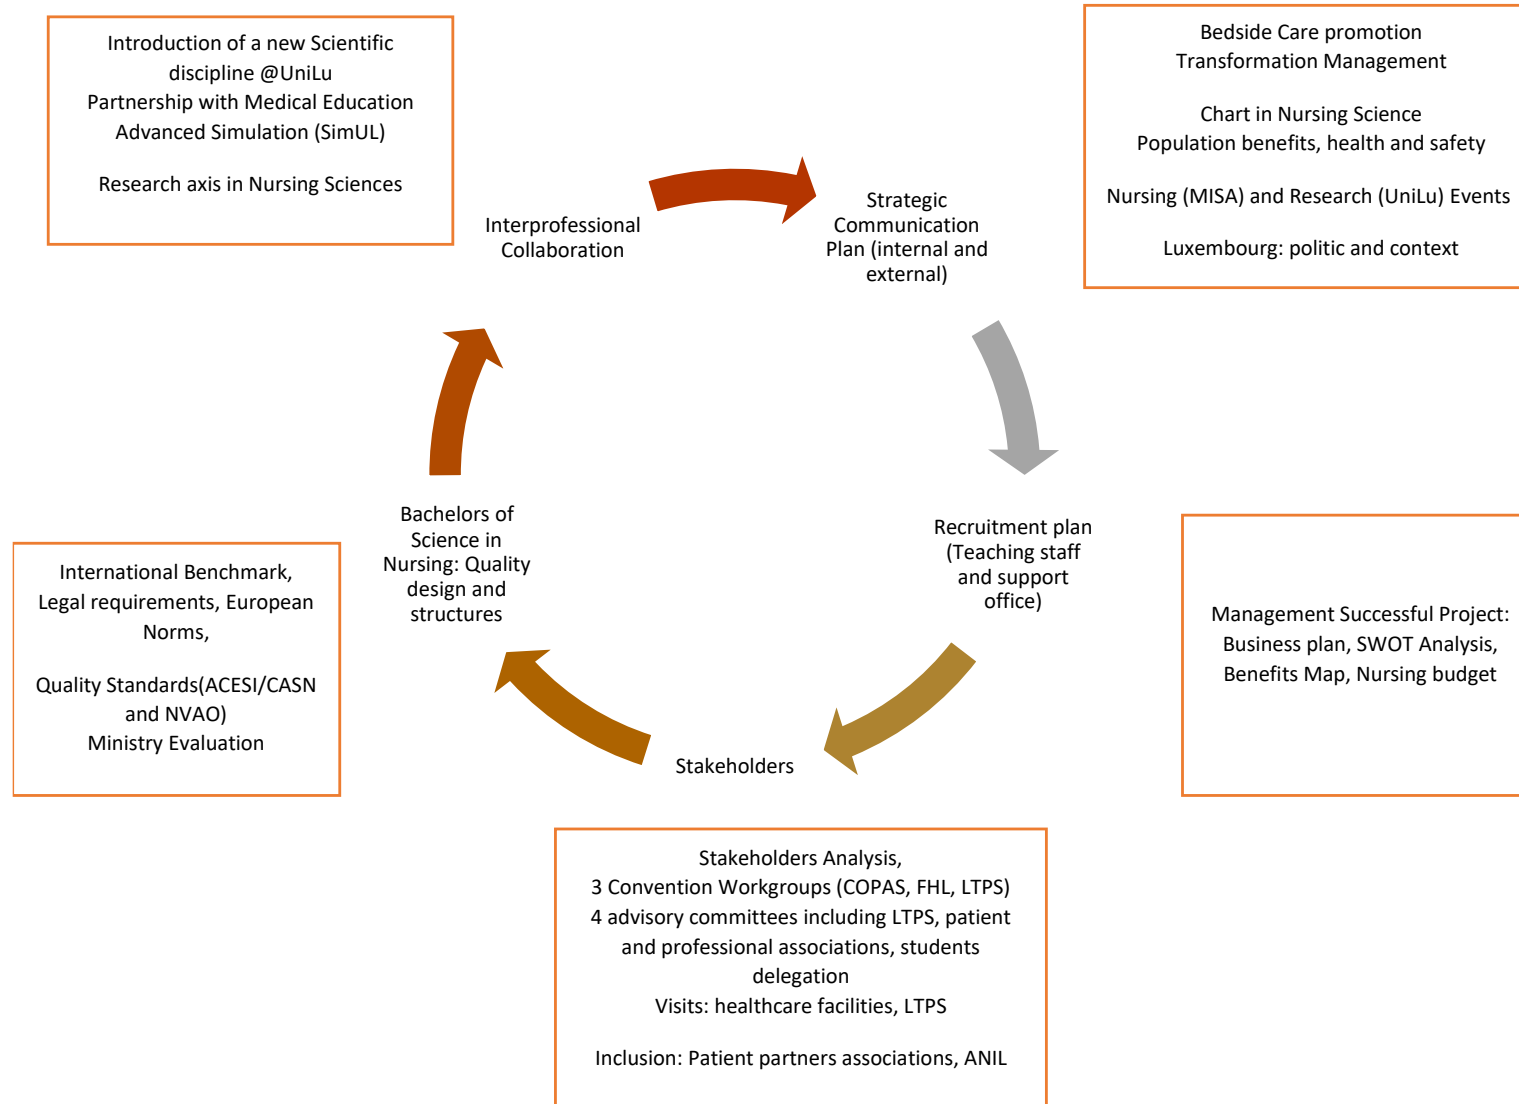 Introduction of a new Scientific
discipline @UniLu
Partnership with Medical Education
Advanced Simulation (SimUL)
Research axis in Nursing Sciences
Bedside Care promotion
Transformation Management
Chart in Nursing Science
Population benefits, health and safety
Nursing (MISA) and Research (UniLu) Events
Luxembourg: politic and context
Interprofessional
Collaboration
Strategic
Communication
Plan (internal and
external)
Bachelors of
Science in
Nursing: Quality
design and
structures
Recruitment plan
(Teaching staff
and support
office)
International Benchmark,
Legal requirements, European
Norms,
Quality Standards(ACESI/CASN
and NVAO)
Ministry Evaluation
Management Successful Project:
Business plan, SWOT Analysis,
Benefits Map, Nursing budget
Stakeholders
Stakeholders Analysis,
3 Convention Workgroups (COPAS, FHL, LTPS)
4 advisory committees including LTPS, patient
and professional associations, students
delegation
Visits: healthcare facilities, LTPS
Inclusion: Patient partners associations, ANIL